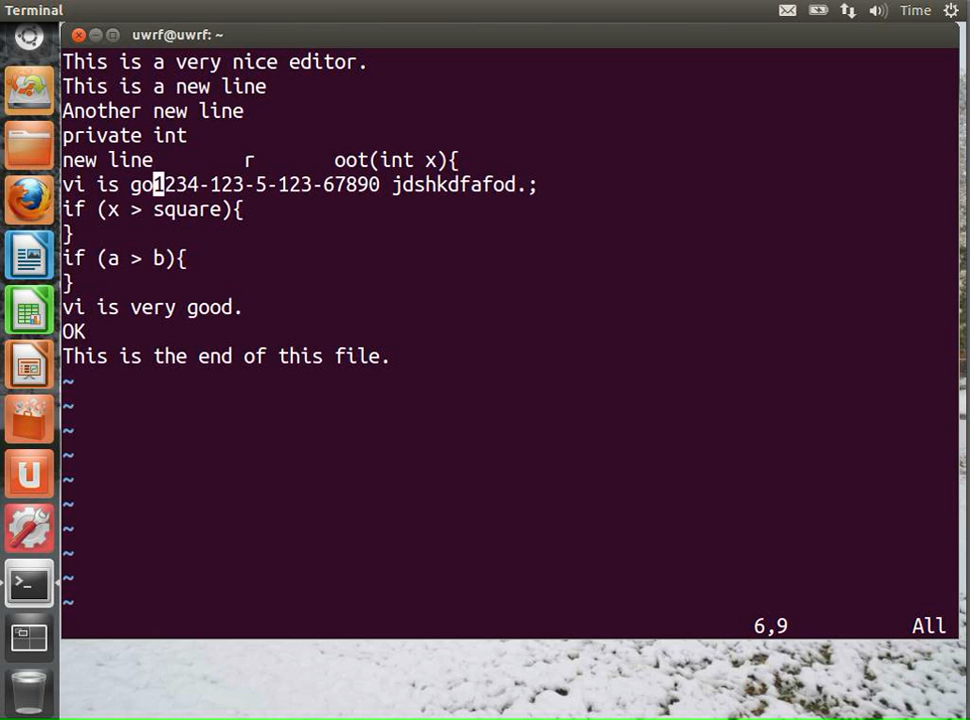 Terminal
Time
uwrf@uwrf: ~
This is a very nice editor.
This is a new line
Another new line
private int
new line        r       oot(int x){
vi is go1234-123-5-123-67890 jdshkdfafod.;
if (x > square){
}
if (a > b){
}
vi is very good.
OK
This is the end of this file.
~
~
~
~
~
~
~
~
~
~
6,9
All